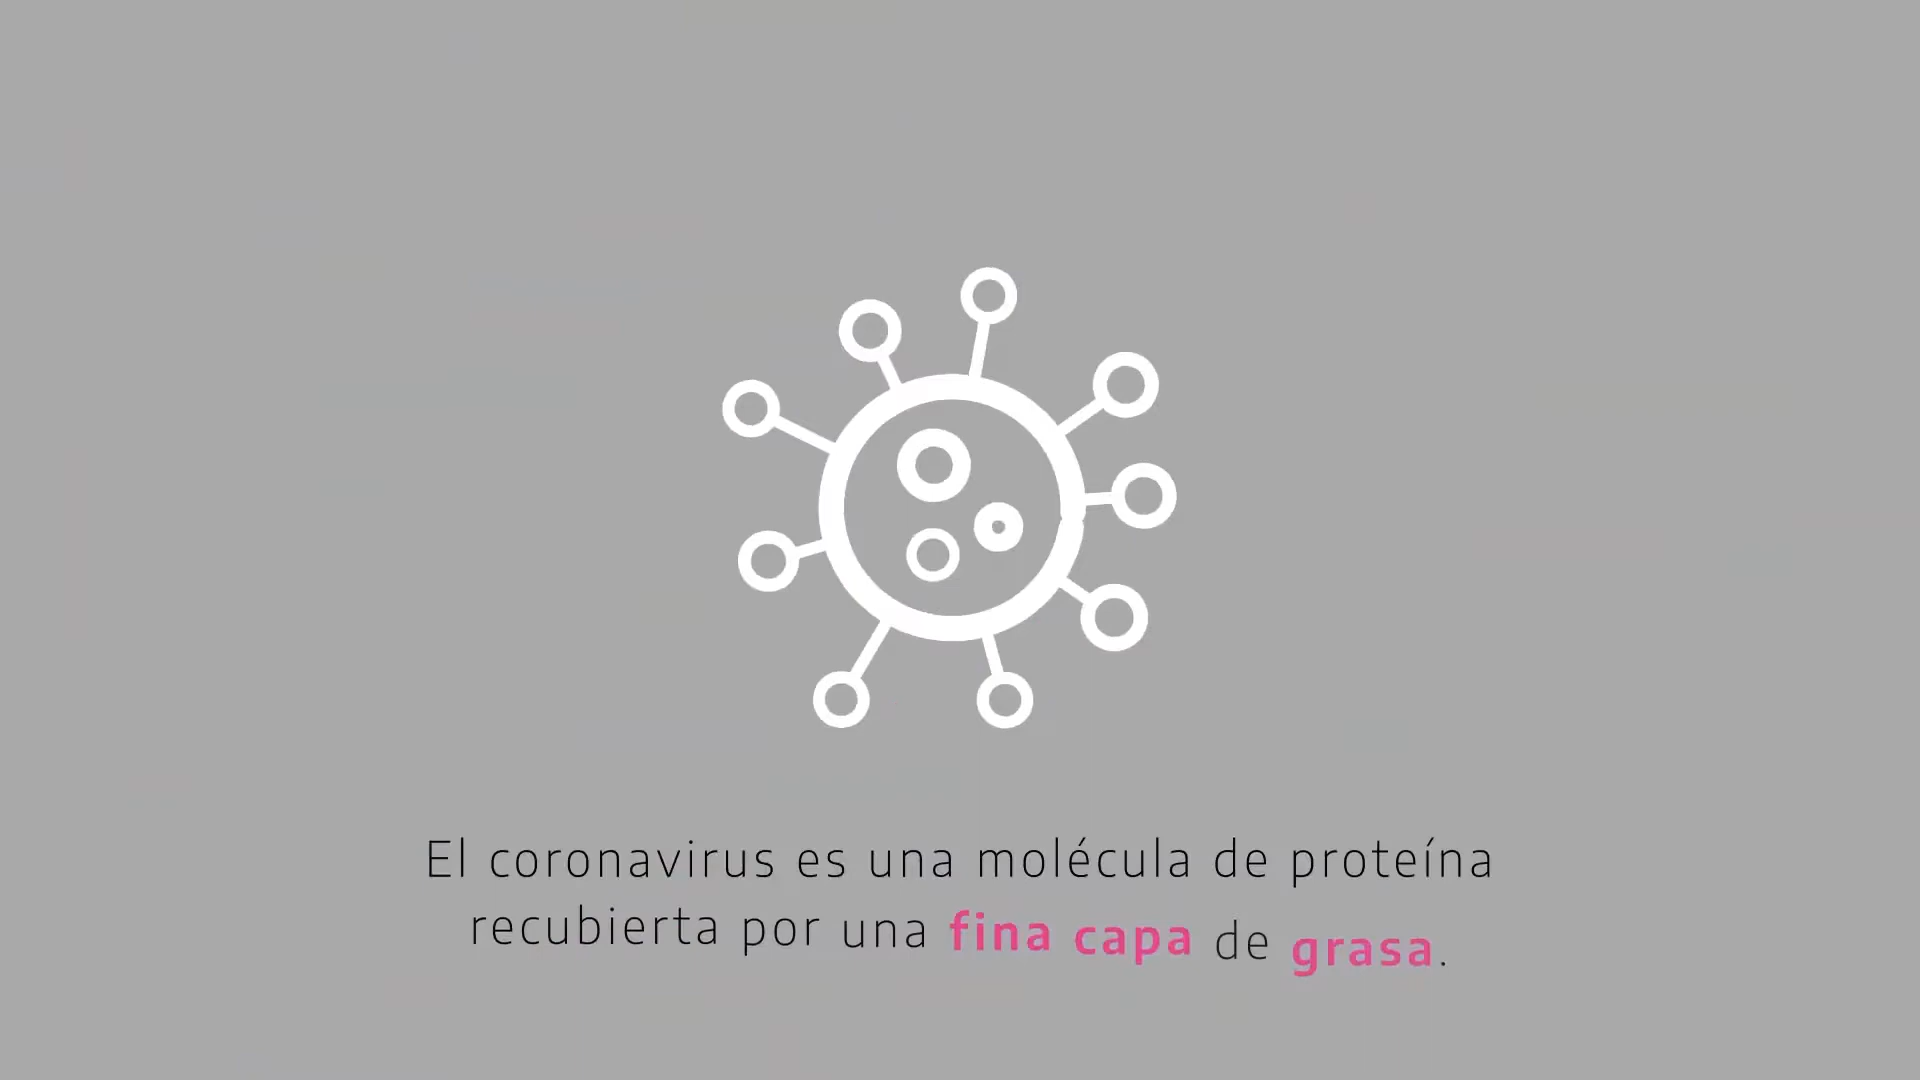 El coronavirus es una molécula de proteína
recubierta por una fina capa de grasa.